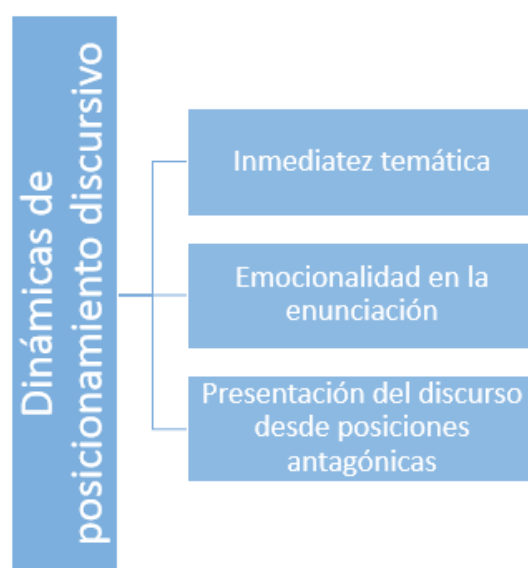 Dinámicas de
posicionamiento discursivo
Inmediatez temática
Emocionalidad en la
enunciación
Presentación del discurso
desde posiciones
antagónicas